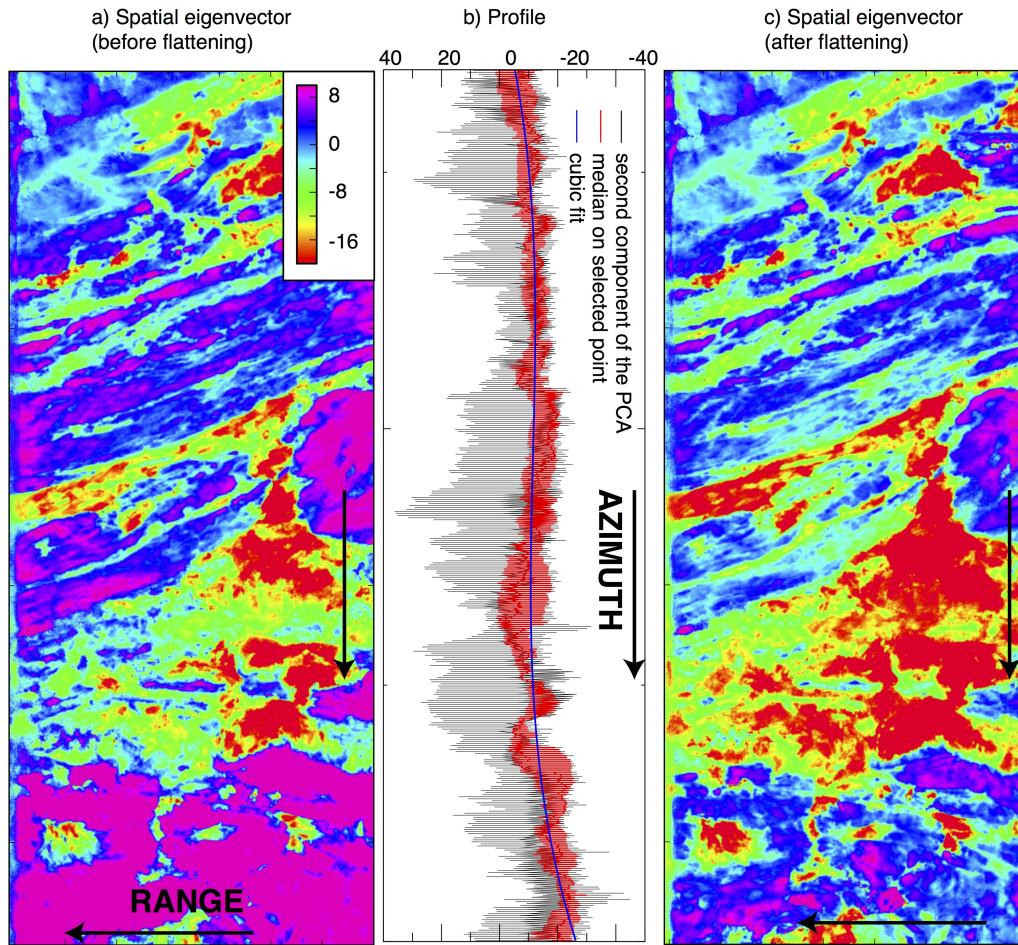 a) Spatial eigenvector
(before flattening)
b) Profile
c) Spatial eigenvector
(after flattening)
40 20 0 -20 -40
8
0
-8
-16
second component of the PCA
median on selected point
cubic fit
AZIMUTH
RANGE